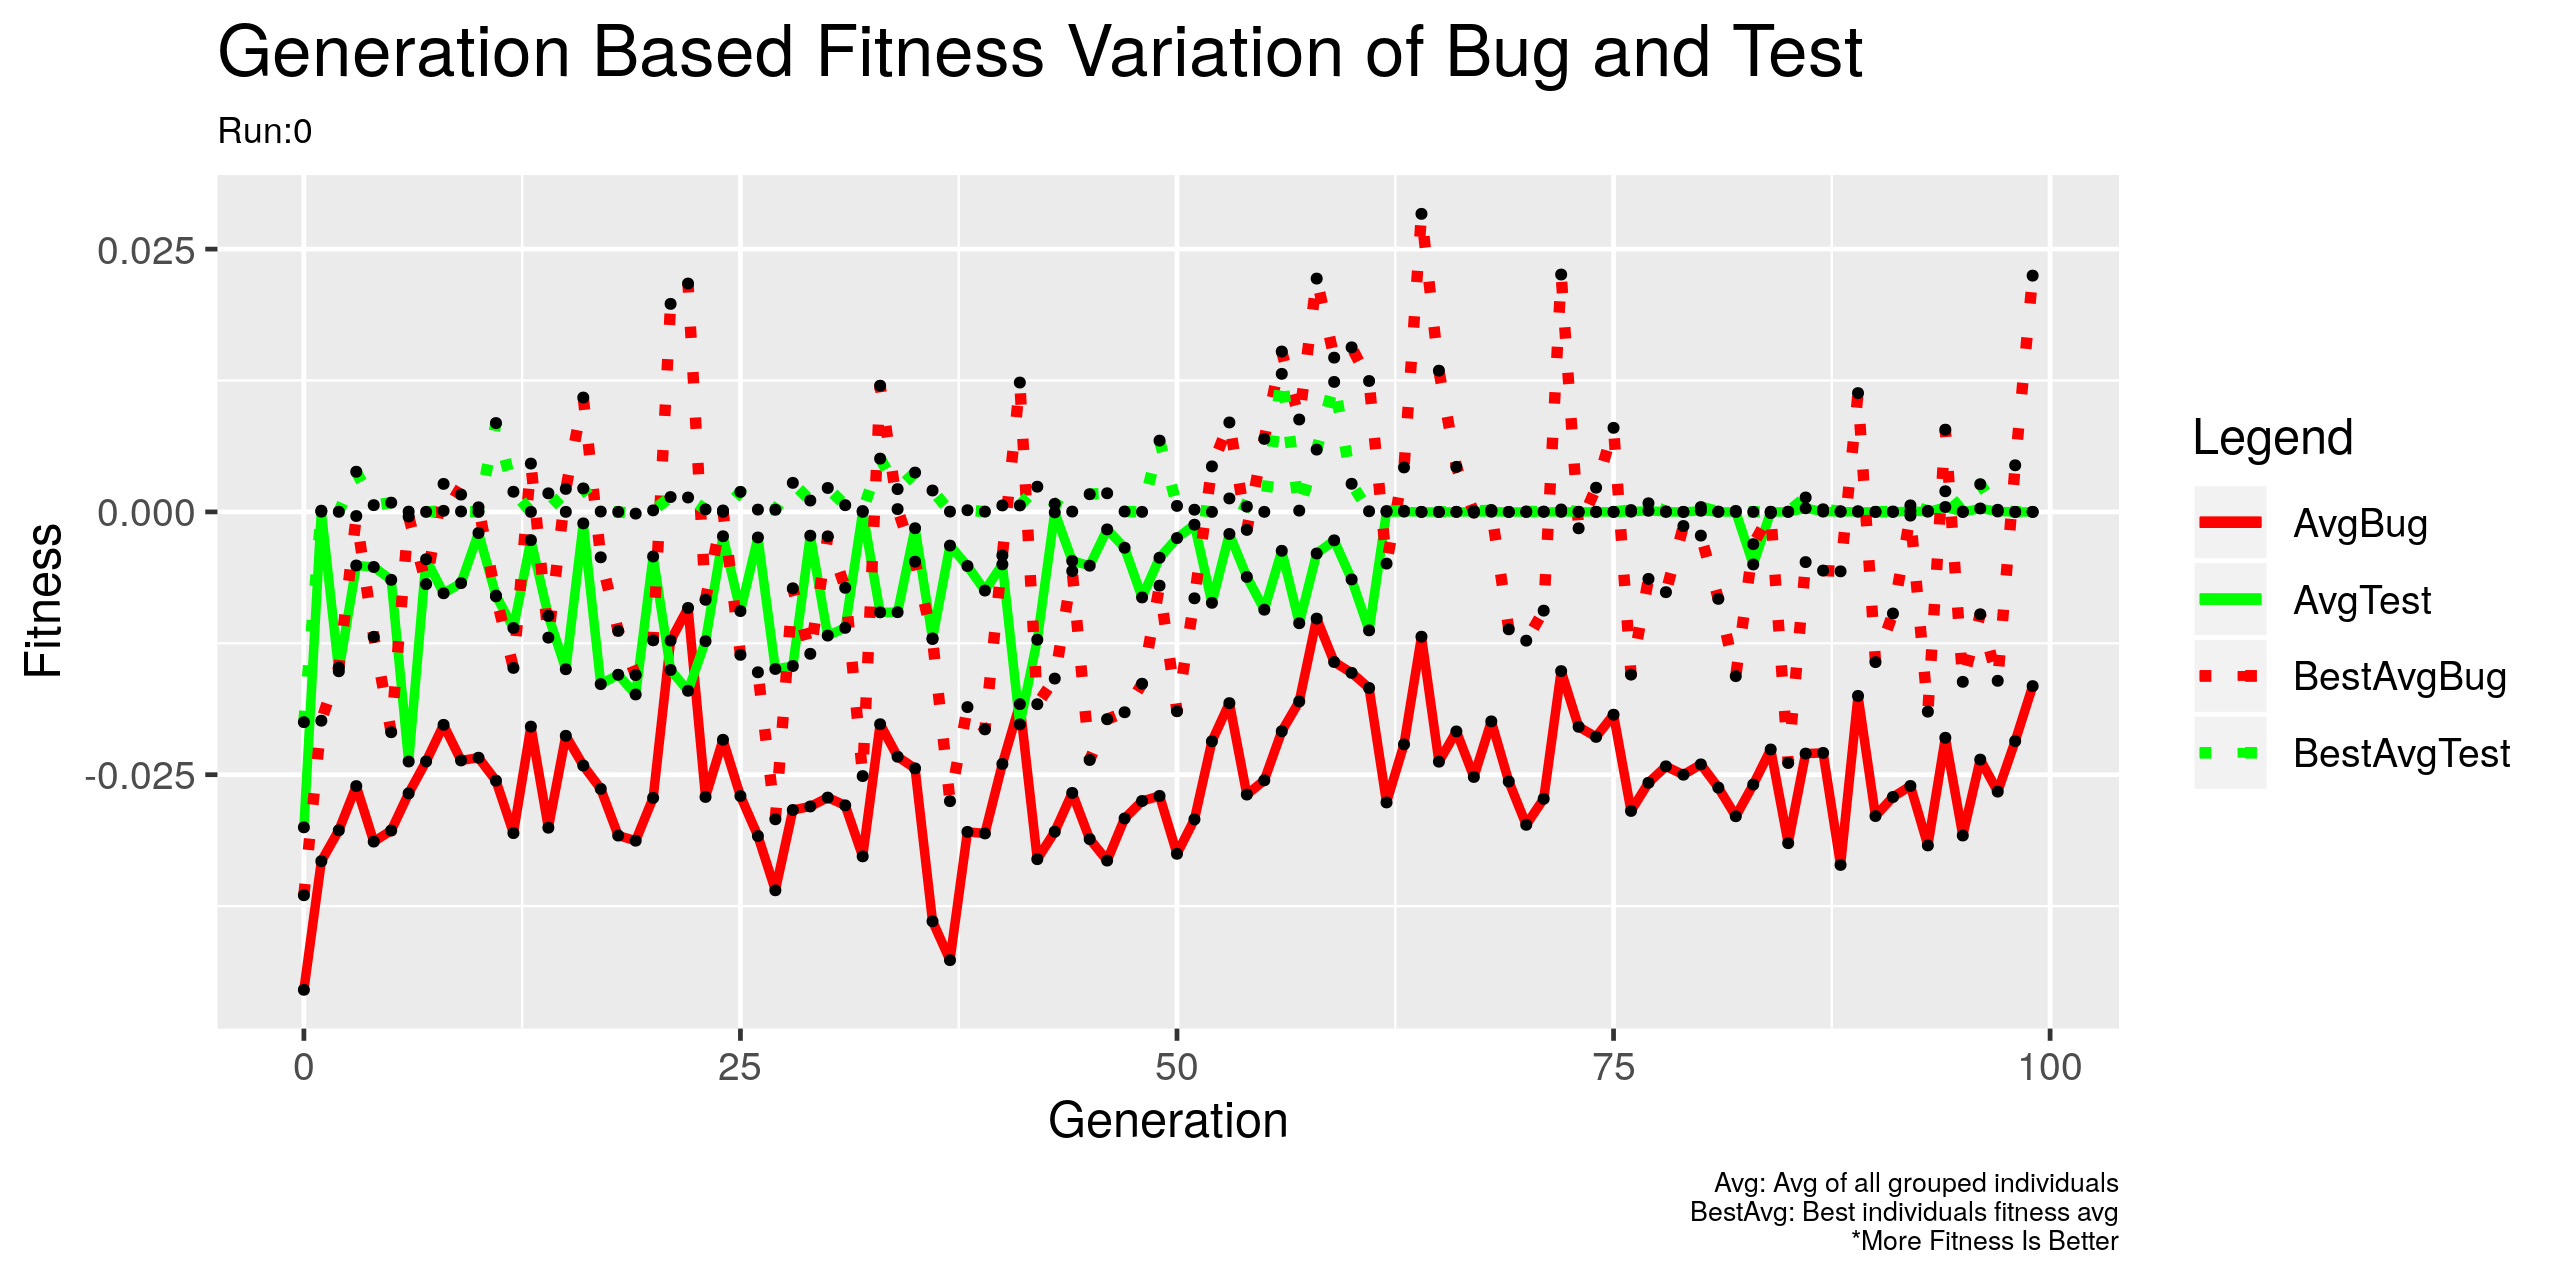 Generation Based Fitness Variation of Bug and Test
Run:0
0.025
0.000
-0.025
Fitness
0 25 50 75 100
Generation
Legend
AvgBug
AvgTest
BestAvgBug
BestAvgTest
Avg: Avg of all grouped individuals
BestAvg: Best individuals fitness avg
*More Fitness Is Better